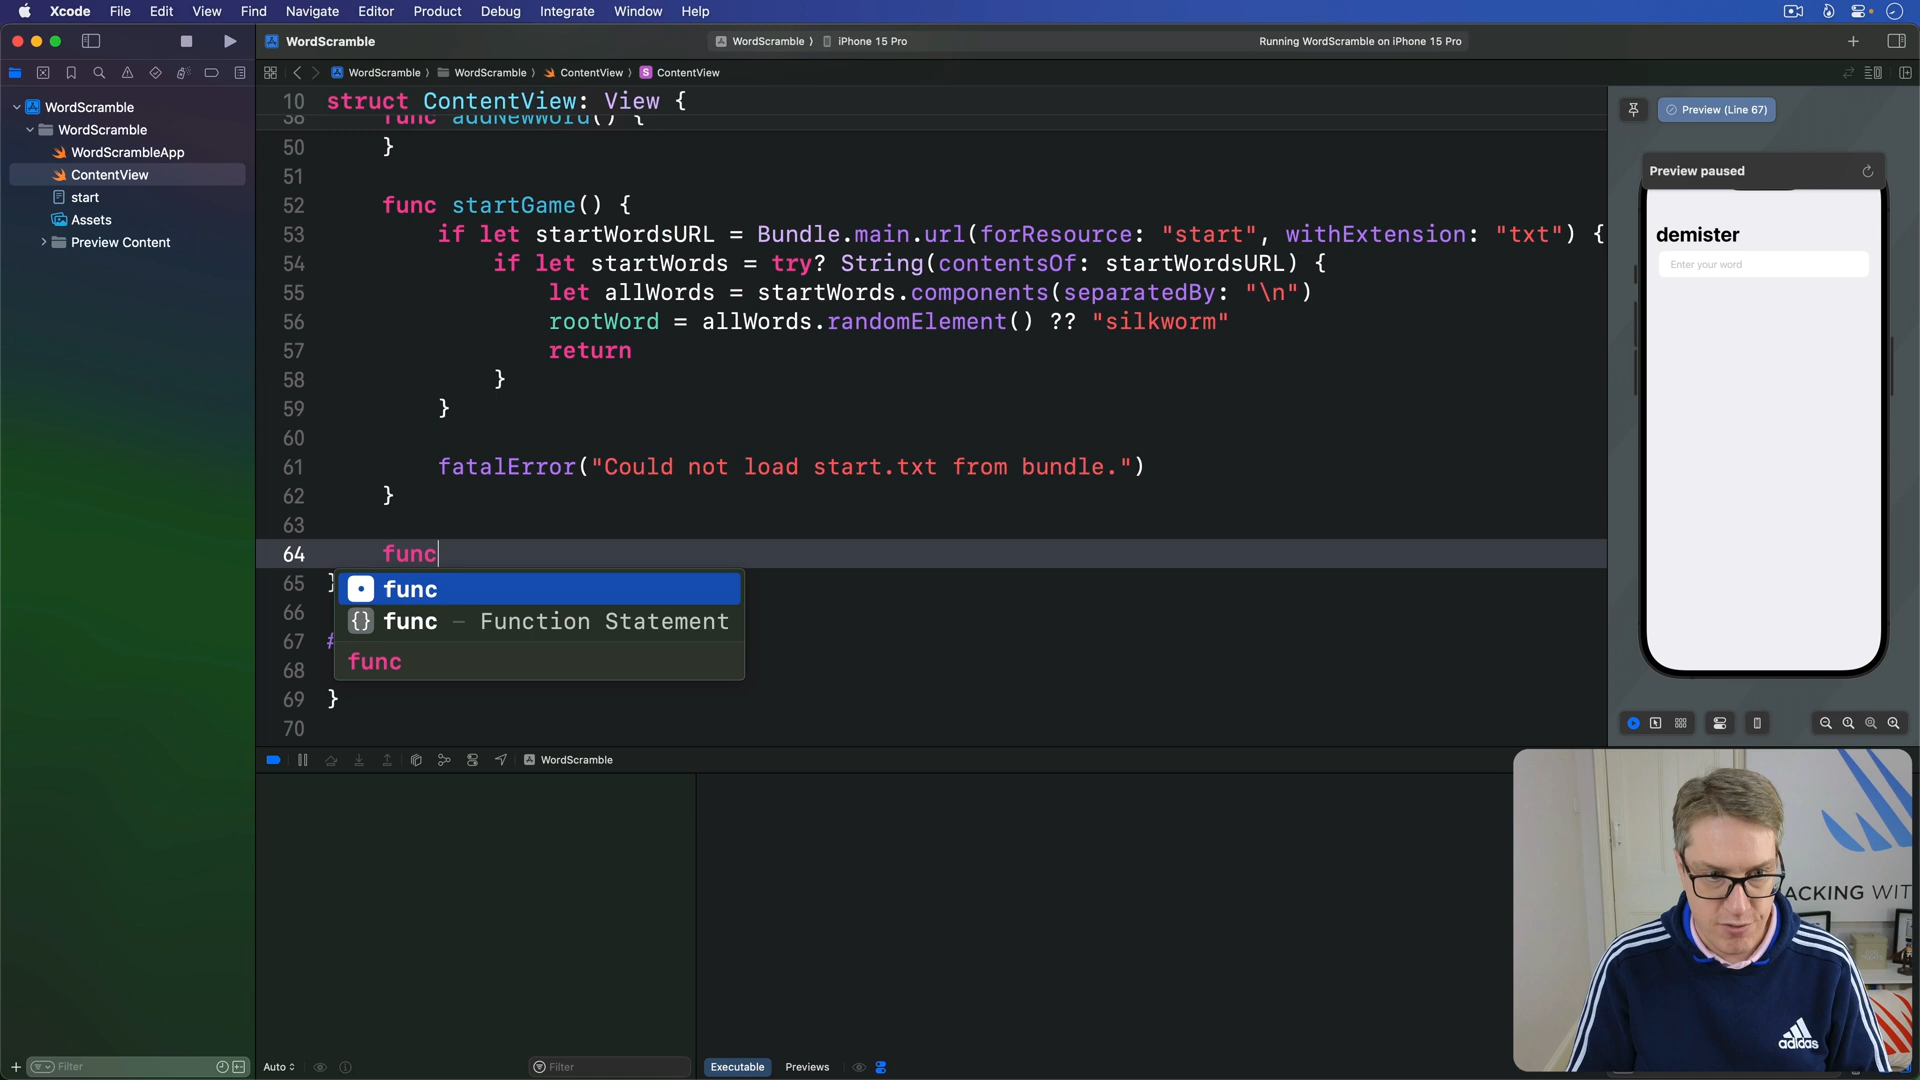 Xcode File Edit View Find Navigate Editor Product Debug Integrate Window Help
WordScramble
WordScramble iPhone 15 Pro
Running WordScramble on iPhone 15 Pro
WordScramble WordScramble ContentView S ContentView
WordScramble
WordScramble
WordScrambleApp
ContentView
start
Assets
Preview Content
10 struct ContentView: View {
38 func addNewWord() {
50 }
51
52 func startGame() {
53 if let startWordsURL = Bundle.main.url(forResource: "start", withExtension: "txt") {
54 if let startWords = try? String(contentsOf: startWordsURL) {
55 let allWords = startWords.components(separatedBy: "\n")
56 rootWord = allWords.randomElement() ?? "silkworm"
57 return
58 }
59 }
60
61 fatalError("Could not load start.txt from bundle.")
62 }
63
64 func
65 }
66
67 #
68
69 }
70
func
{} func – Function Statement
func
Preview (Line 67)
Preview paused
demister
Enter your word
WordScramble
Filter
Auto
Filter
Executable Previews
ACKING WIT
adidas